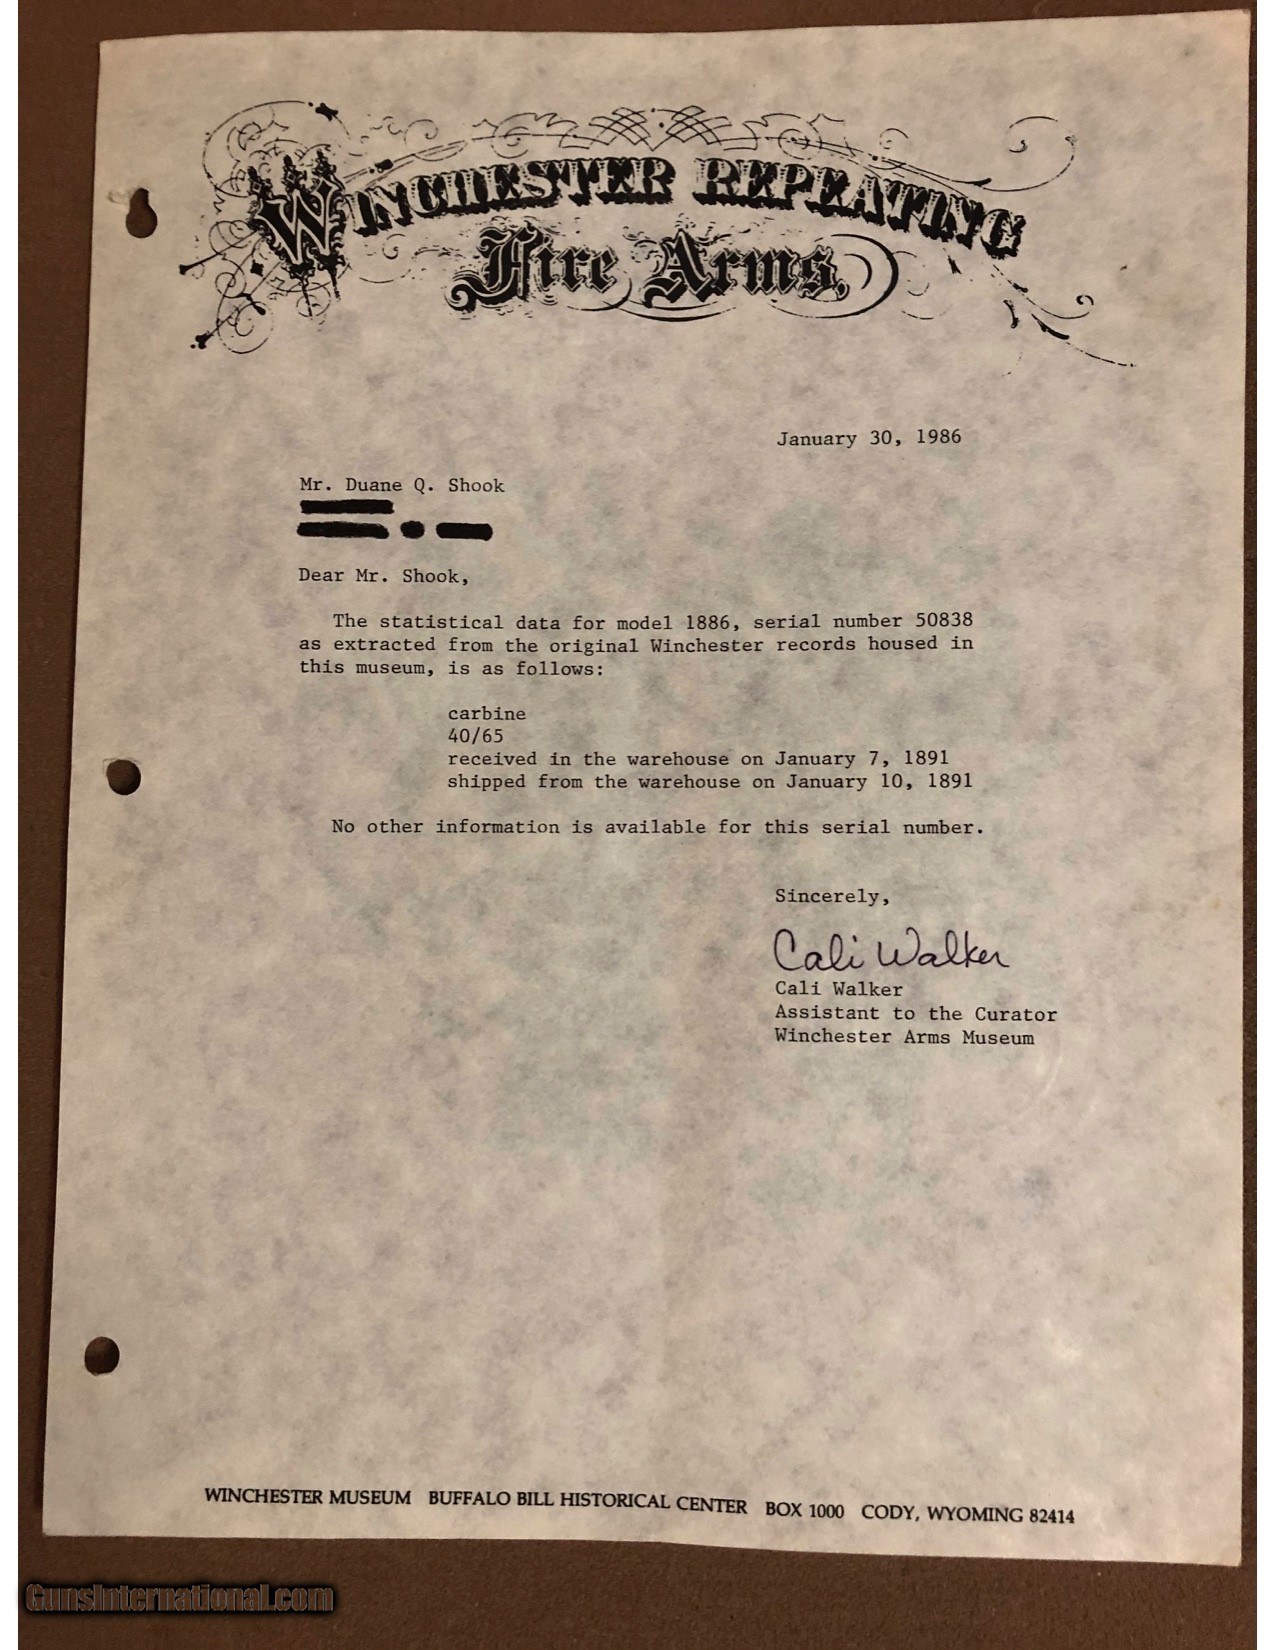 WINCHESTER REPEATING
Fire Arms,
January 30, 1986
Mr. Duane Q. Shook
Dear Mr. Shook,
The statistical data for model 1886, serial number 50838
as extracted from the original Winchester records housed in
this museum, is as follows:
carbine
40/65
received in the warehouse on January 7, 1891
shipped from the warehouse on January 10, 1891
No other information is available for this serial number.
Sincerely,
Cali Walker
Cali Walker
Assistant to the Curator
Winchester Arms Museum
WINCHESTER MUSEUM BUFFALO BILL HISTORICAL CENTER BOX 1000 CODY, WYOMING 82414
GunsInternational.com